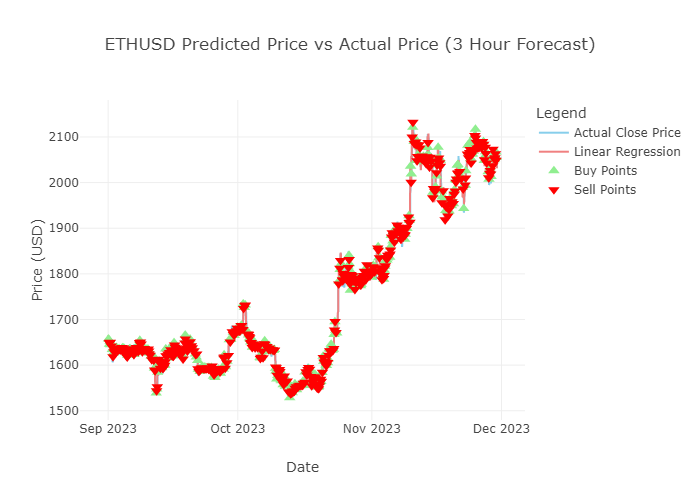 ETHUSD Predicted Price vs Actual Price (3 Hour Forecast)
Legend
Actual Close Price
Linear Regression
Buy Points
Sell Points
Price (USD)
2100
2000
1900
1800
1700
1600
1500
Sep 2023
Oct 2023
Nov 2023
Dec 2023
Date